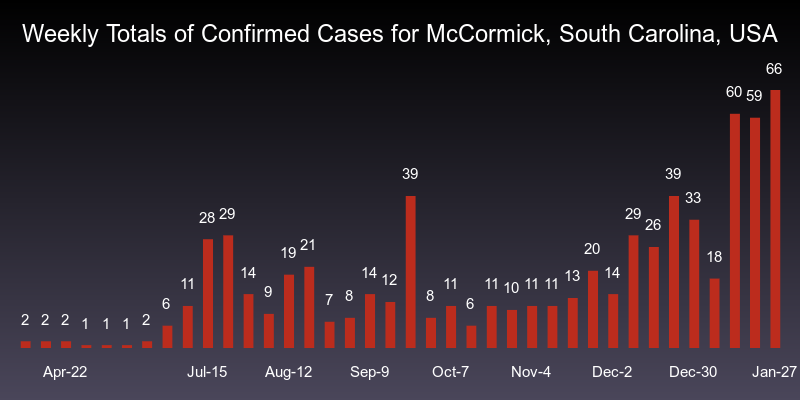 Weekly Totals of Confirmed Cases for McCormick, South Carolina, USA
2 2 2 1 1 1 2 6 11 28 29 14 9 19 21 7 8 14 12 39 8 11 6 11 10 11 11 13 20 14 29 26 39 33 18 60 59 66
Apr-22 Jul-15 Aug-12 Sep-9 Oct-7 Nov-4 Dec-2 Dec-30 Jan-27